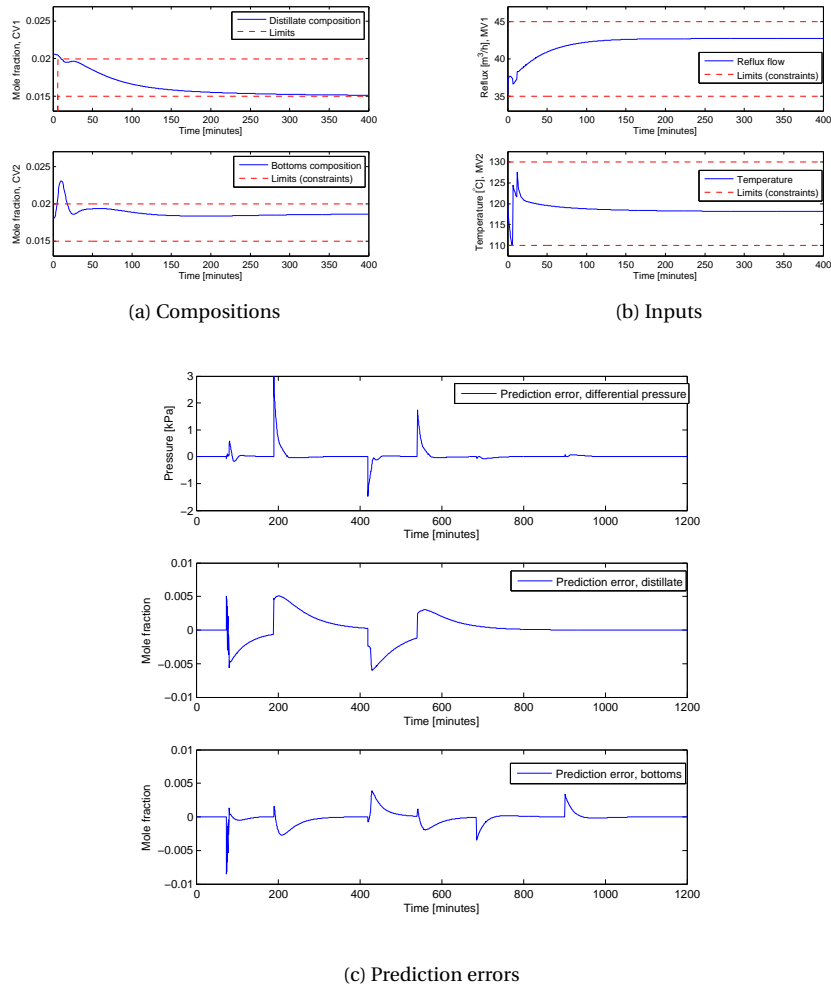 0.025
0.02
0.015
Mole fraction, CV1
Distillate composition
Limits
0 50 100 150 200 250 300 350 400
Time [minutes]
0.025
0.02
0.015
Mole fraction, CV2
Bottoms composition
Limits (constraints)
0 50 100 150 200 250 300 350 400
Time [minutes]
(a) Compositions
45
40
35
Reflux [m³/h], MV1
Reflux flow
Limits (constraints)
0 50 100 150 200 250 300 350 400
Time [minutes]
130
125
120
115
110
Temperature [°C], MV2
Temperature
Limits (constraints)
0 50 100 150 200 250 300 350 400
Time [minutes]
(b) Inputs
3
2
1
0
−1
−2
Pressure [kPa]
Prediction error, differential pressure
0 200 400 600 800 1000 1200
Time [minutes]
0.01
0.005
0
−0.005
−0.01
Mole fraction
Prediction error, distillate
0 200 400 600 800 1000 1200
Time [minutes]
0.01
0.005
0
−0.005
−0.01
Mole fraction
Prediction error, bottoms
0 200 400 600 800 1000 1200
Time [minutes]
(c) Prediction errors